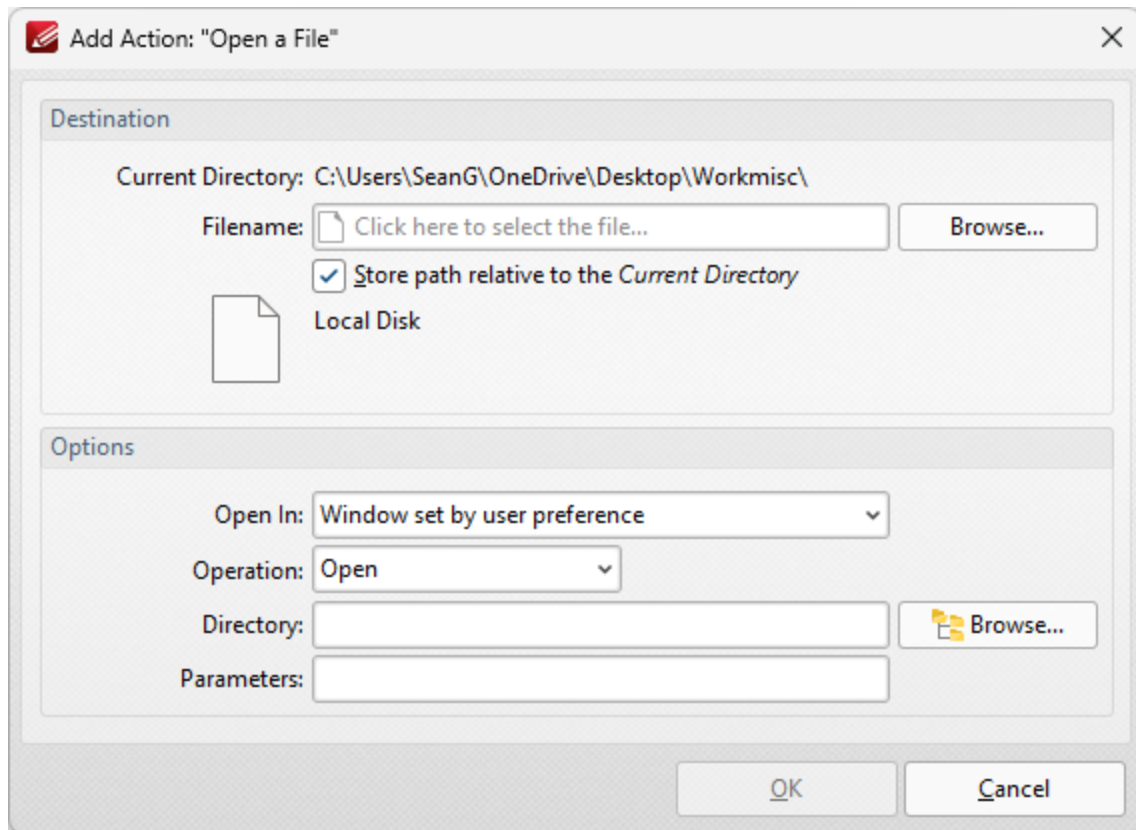 Add Action: "Open a File"
Destination
Current Directory: C:\Users\SeanG\OneDrive\Desktop\Workmisc\
Filename: Click here to select the file... Browse...
Store path relative to the Current Directory
Local Disk
Options
Open In: Window set by user preference
Operation: Open
Directory: Browse...
Parameters:
OK Cancel